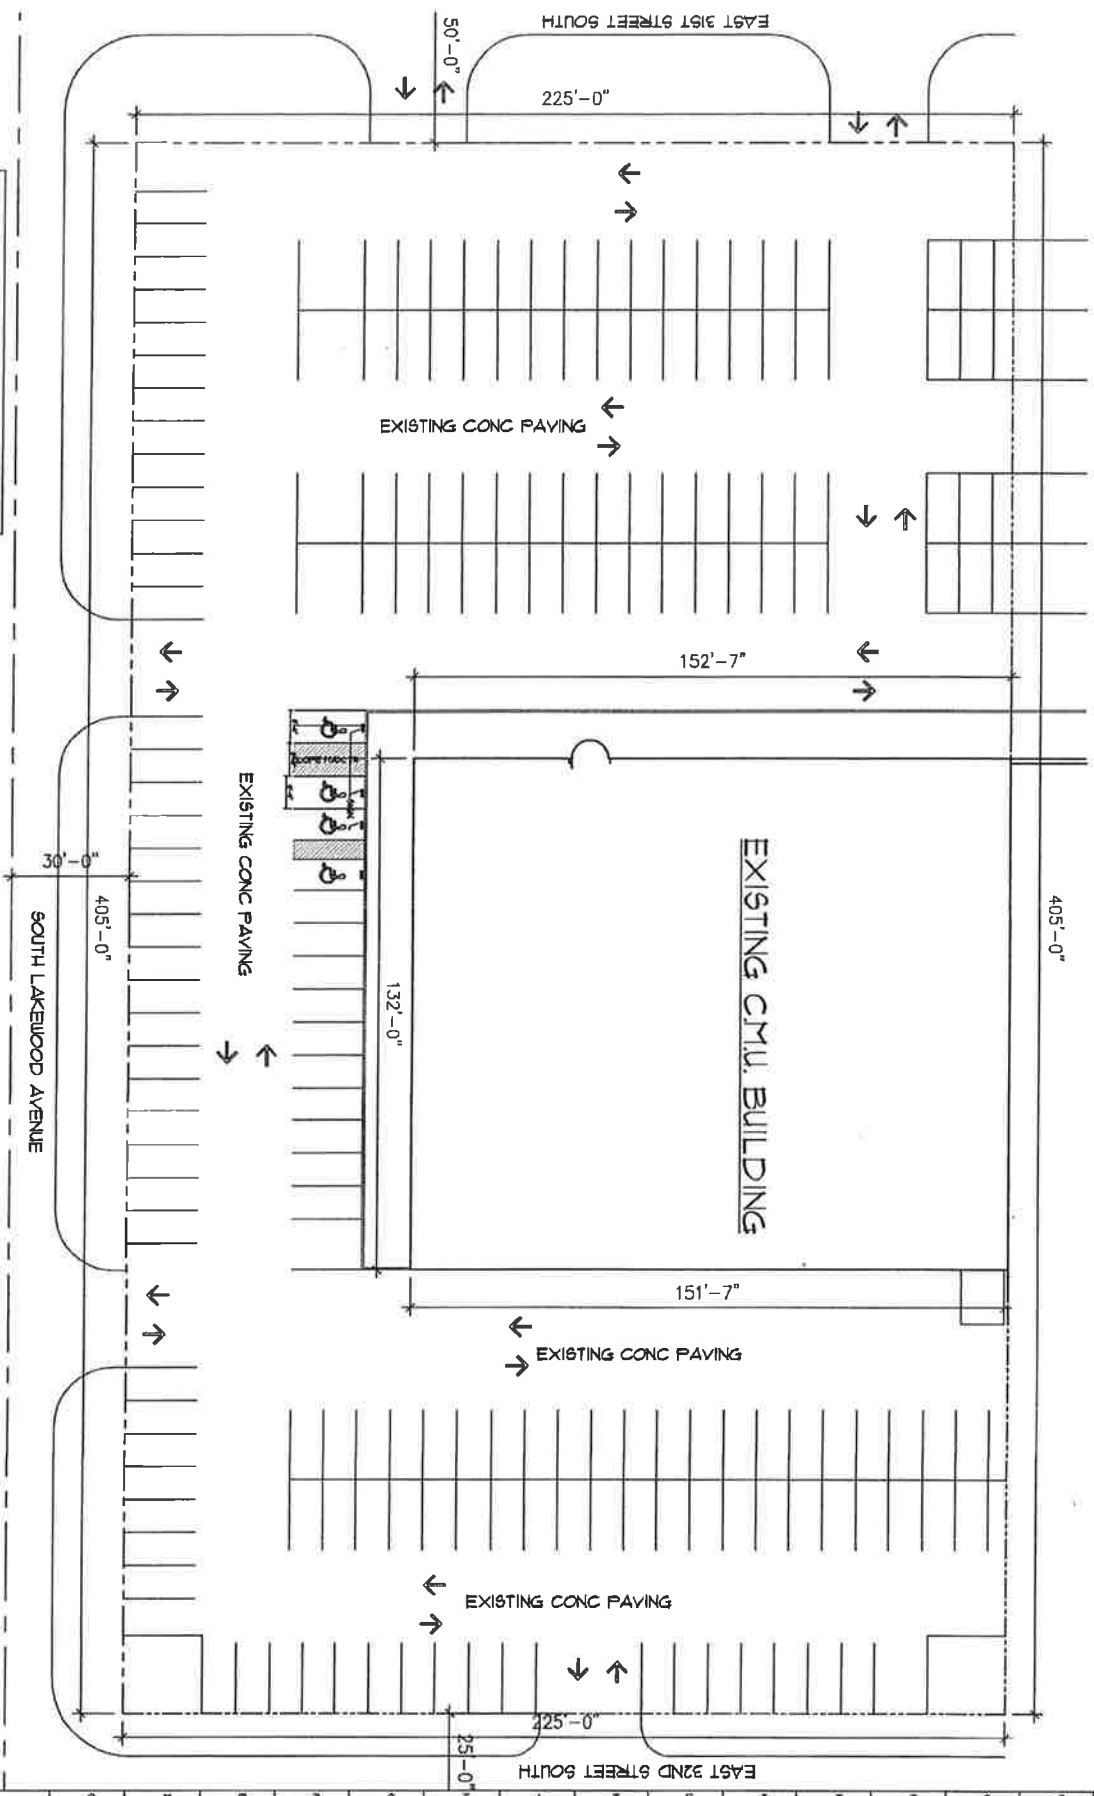 EAST 31ST STREET SOUTH
50'-0"
225'-0"
EXISTING CONC PAVING
152'-7"
EXISTING CONC PAVING
EXISTING C.M.U. BUILDING
30'-0"
405'-0"
405'-0"
SOUTH LAKEWOOD AVENUE
132'-0"
151'-7"
EXISTING CONC PAVING
EXISTING CONC PAVING
225'-0"
25'-0"
EAST 32ND STREET SOUTH